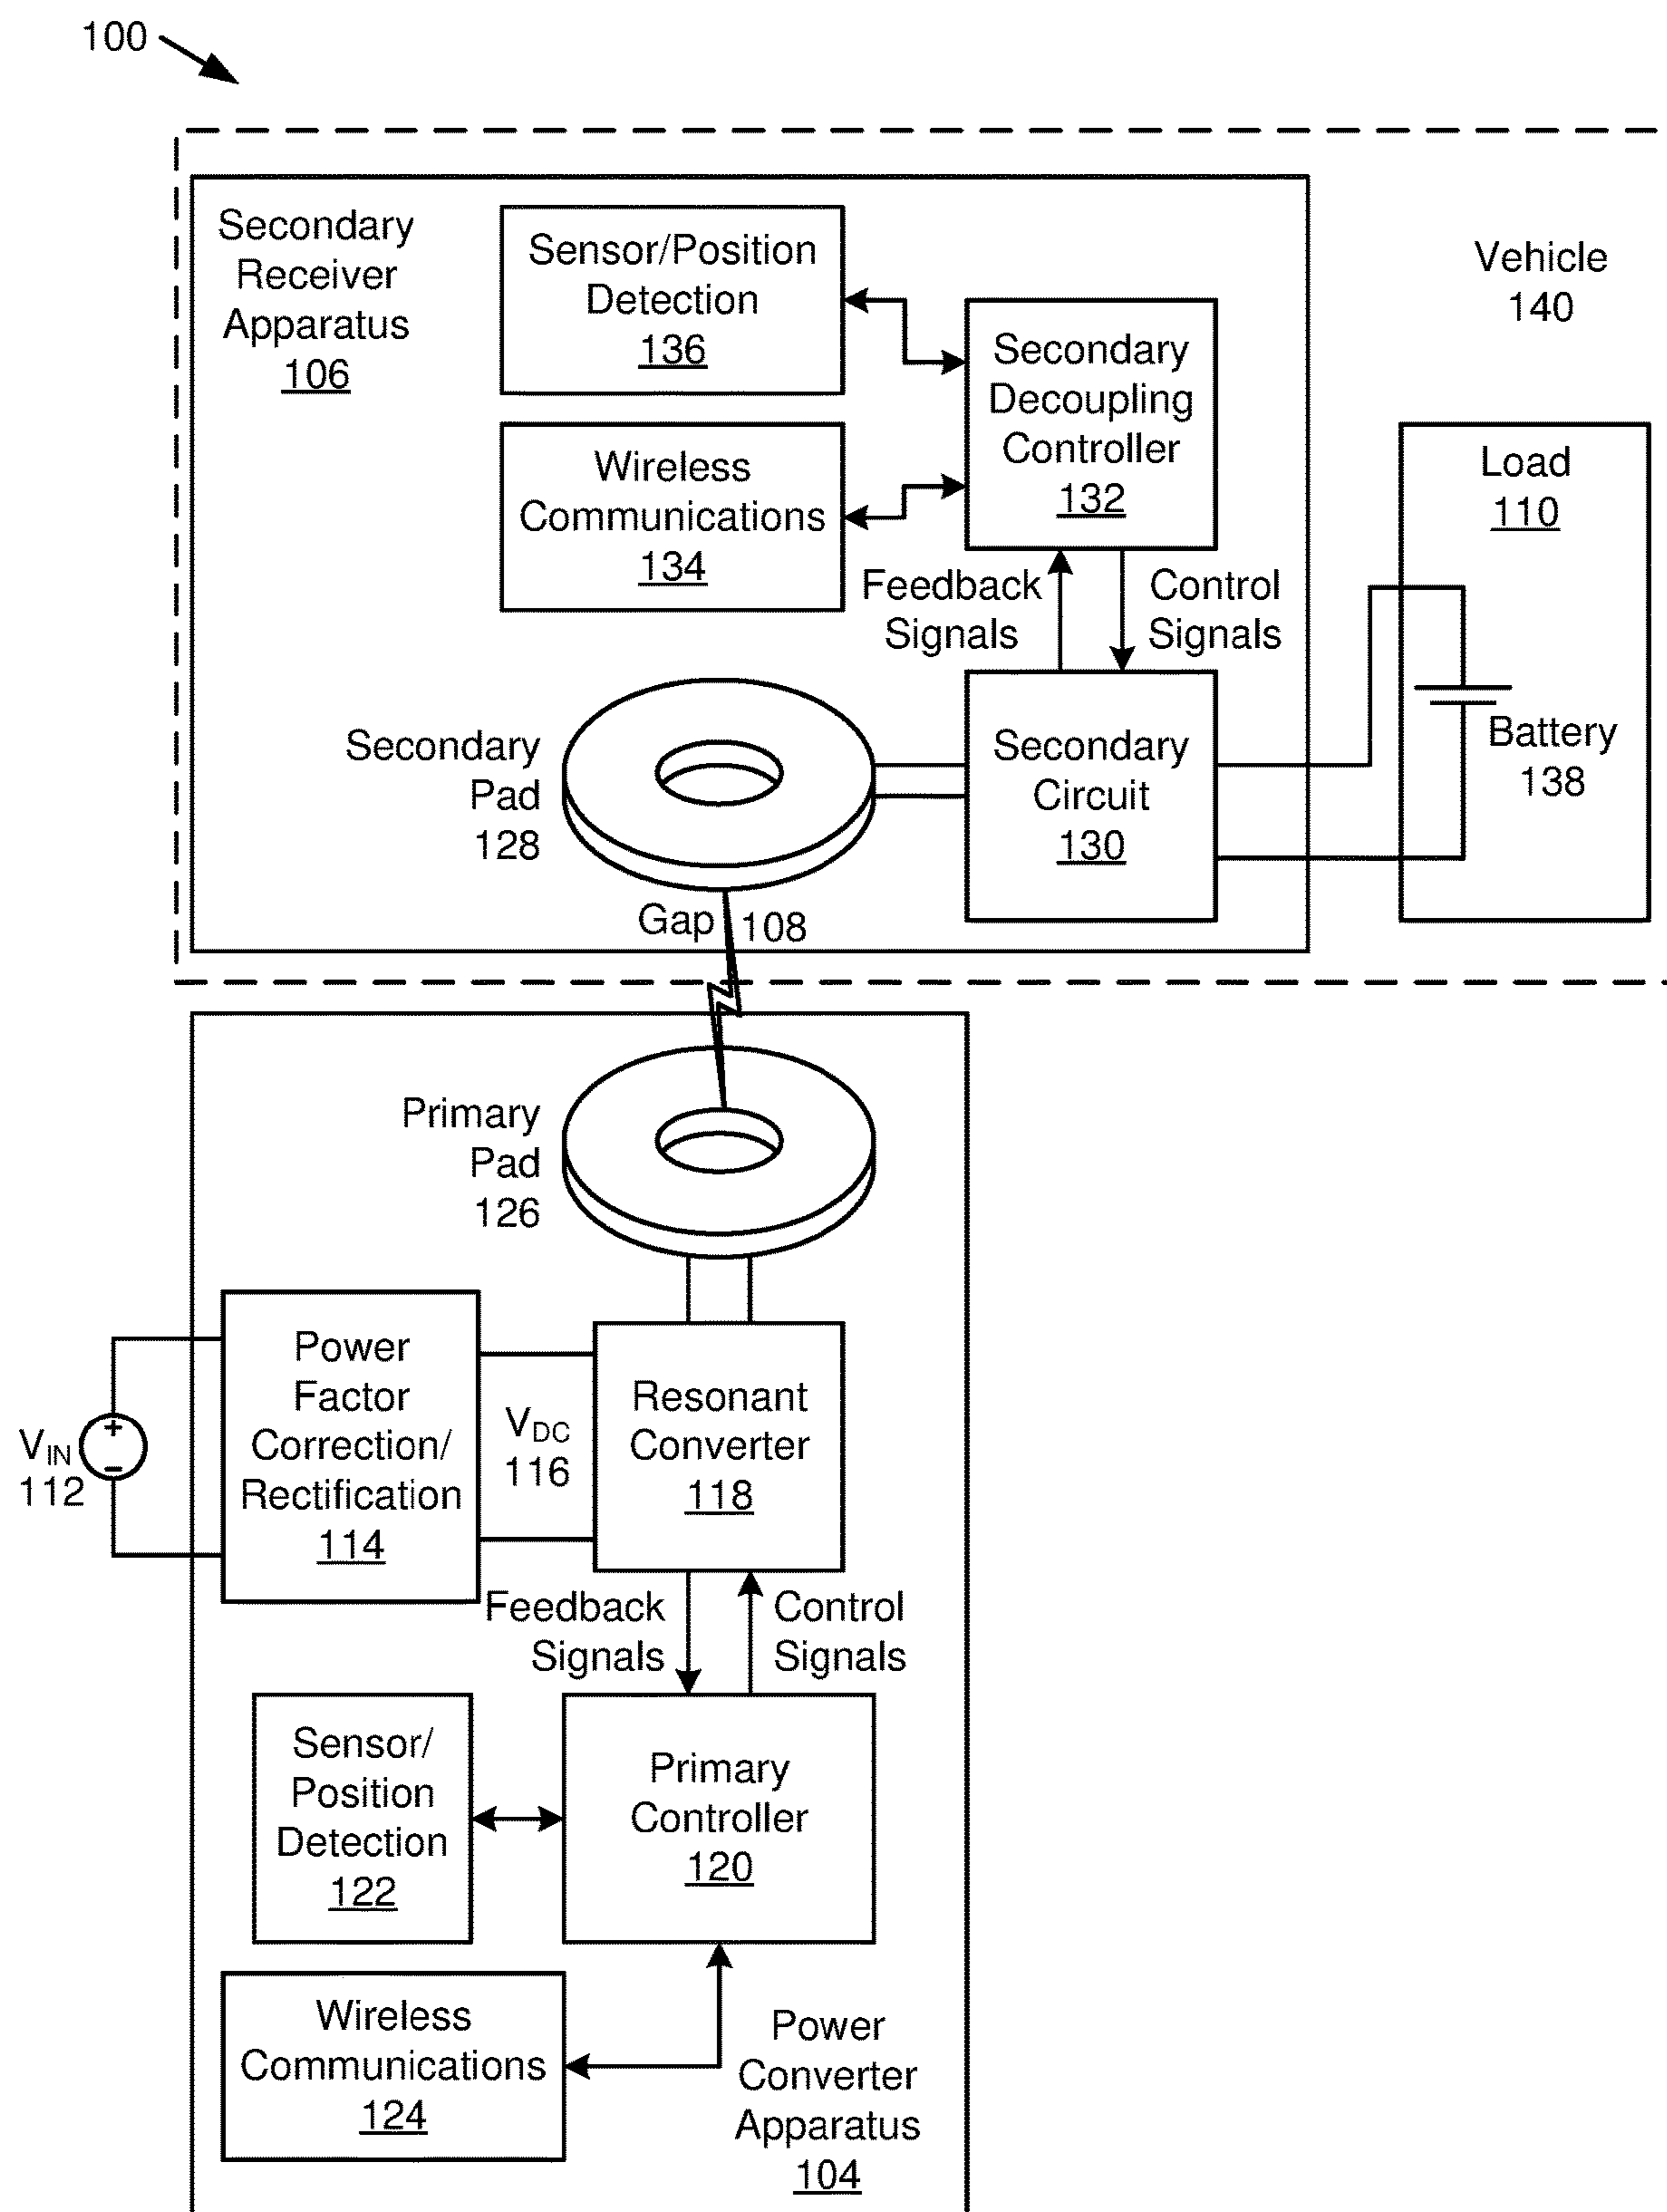 100
Secondary
Receiver
Apparatus
106
Sensor/Position
Detection
136
Wireless
Communications
134
Secondary
Decoupling
Controller
132
Vehicle
140
Load
110
Feedback
Signals
Control
Signals
Battery
138
Secondary
Pad
128
Secondary
Circuit
130
Gap 108
Primary
Pad
126
VIN
112
+
−
Power
Factor
Correction/
Rectification
114
VDC
116
Resonant
Converter
118
Feedback
Signals
Control
Signals
Sensor/
Position
Detection
122
Primary
Controller
120
Wireless
Communications
124
Power
Converter
Apparatus
104